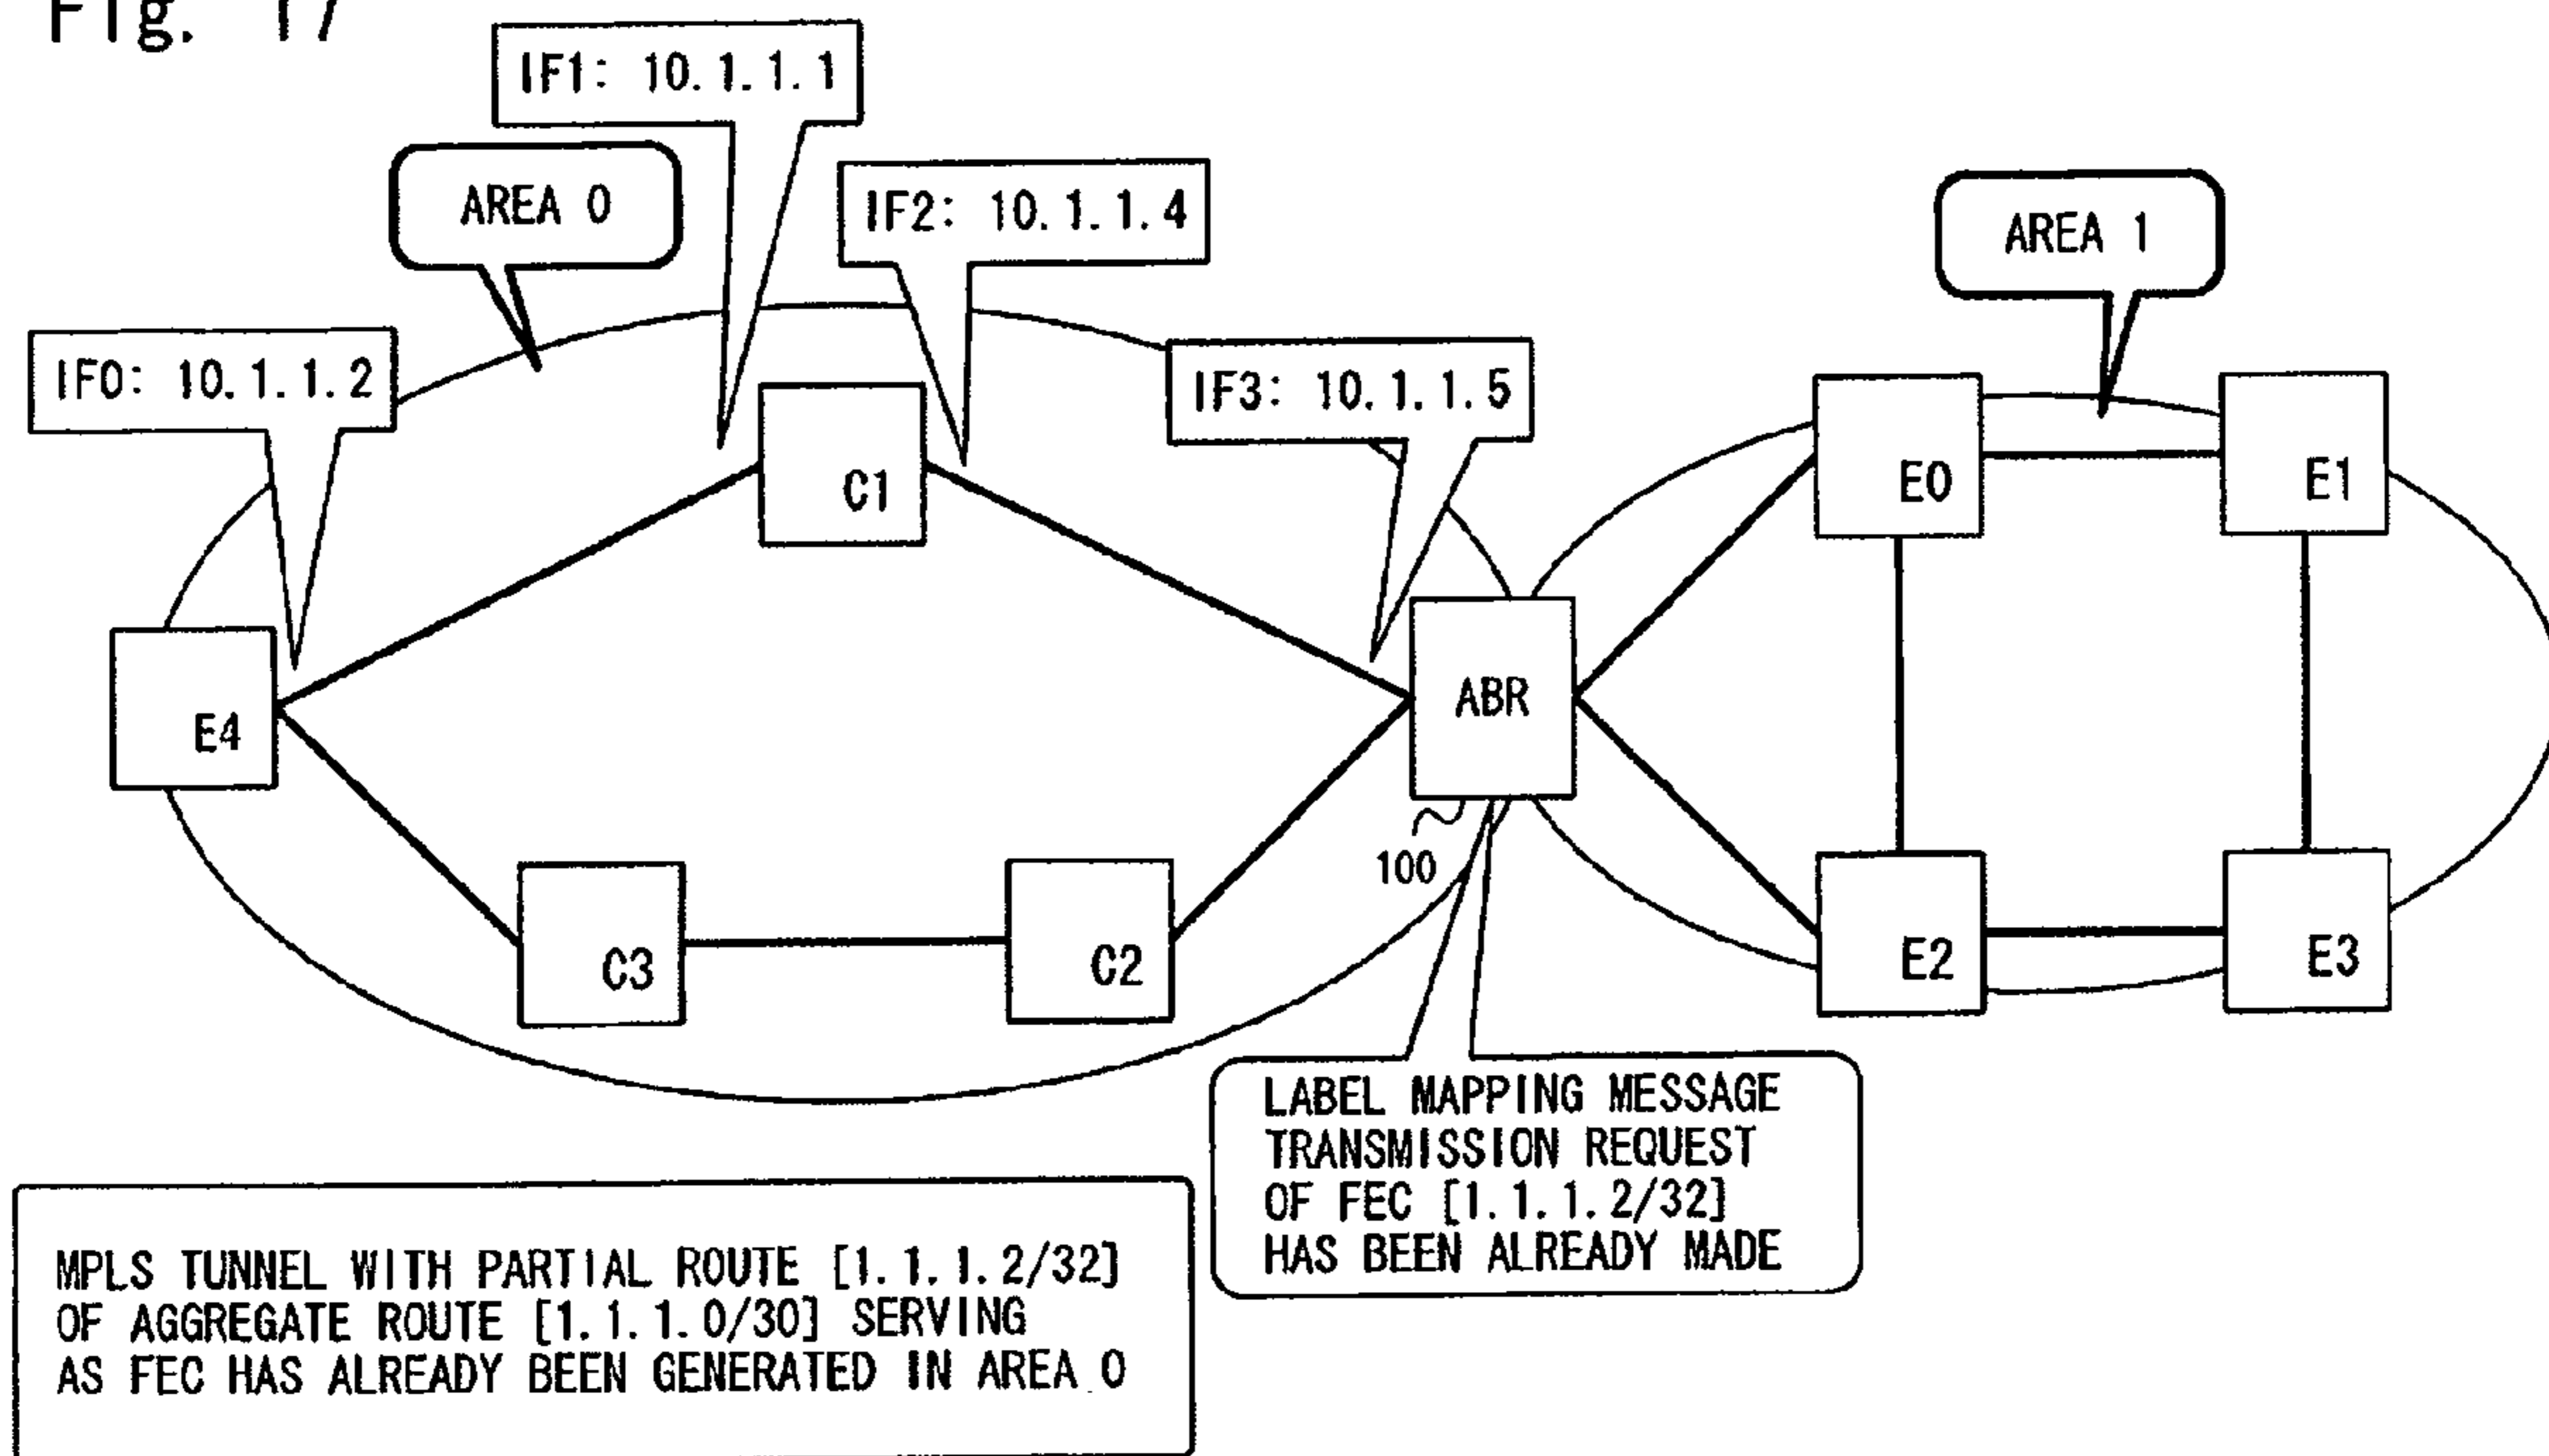 Fig. 17
IF1: 10.1.1.1
AREA 0
IF2: 10.1.1.4
AREA 1
IF0: 10.1.1.2
IF3: 10.1.1.5
C1
E0
E1
E4
ABR
100
C3
C2
E2
E3
LABEL MAPPING MESSAGE
TRANSMISSION REQUEST
OF FEC [1.1.1.2/32]
HAS BEEN ALREADY MADE
MPLS TUNNEL WITH PARTIAL ROUTE [1.1.1.2/32]
OF AGGREGATE ROUTE [1.1.1.0/30] SERVING
AS FEC HAS ALREADY BEEN GENERATED IN AREA 0